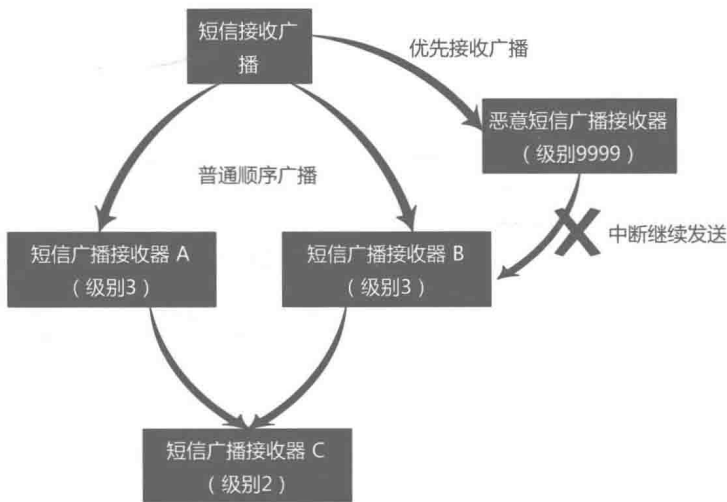 短信接收广
播
优先接收广播
恶意短信广播接收器
（级别9999）
普通顺序广播
中断继续发送
短信广播接收器 A
（级别3）
短信广播接收器 B
（级别3）
短信广播接收器 C
（级别2）